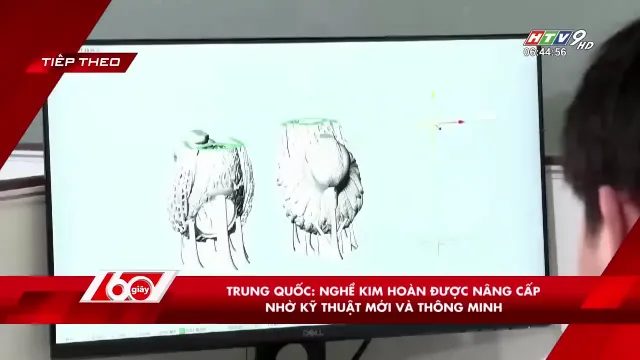 TIẾP THEO
HTV9 HD
06:44:56
60 giây
TRUNG QUỐC: NGHỀ KIM HOÀN ĐƯỢC NÂNG CẤP
NHỜ KỸ THUẬT MỚI VÀ THÔNG MINH
DELL